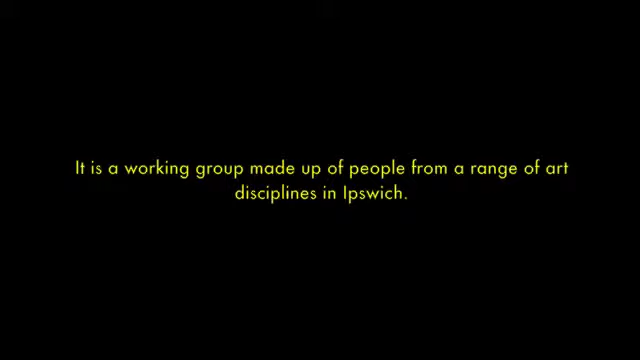 It is a working group made up of people from a range of art
disciplines in Ipswich.